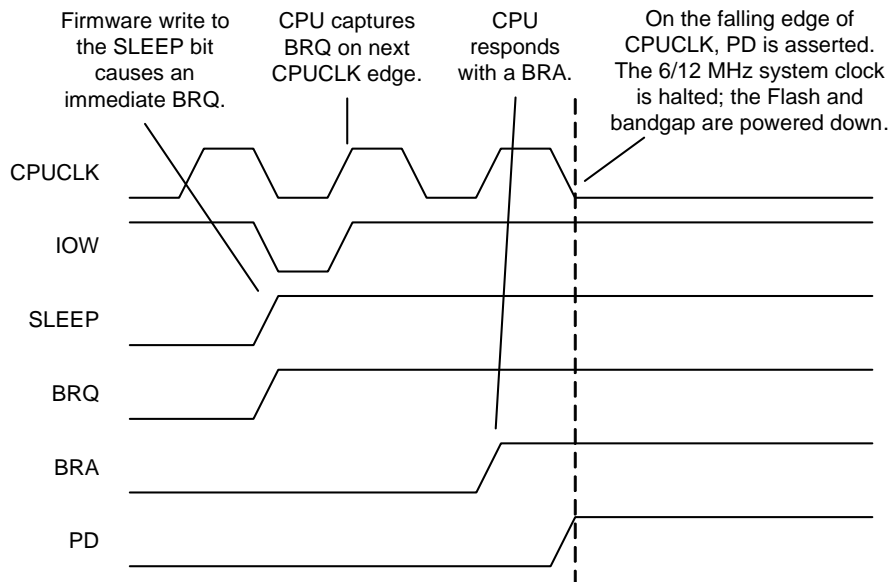 Firmware write to
the SLEEP bit
causes an
immediate BRQ.
CPU captures
BRQ on next
CPUCLK edge.
CPU
responds
with a BRA.
On the falling edge of
CPUCLK, PD is asserted.
The 6/12 MHz system clock
is halted; the Flash and
bandgap are powered down.
CPUCLK
IOW
SLEEP
BRQ
BRA
PD